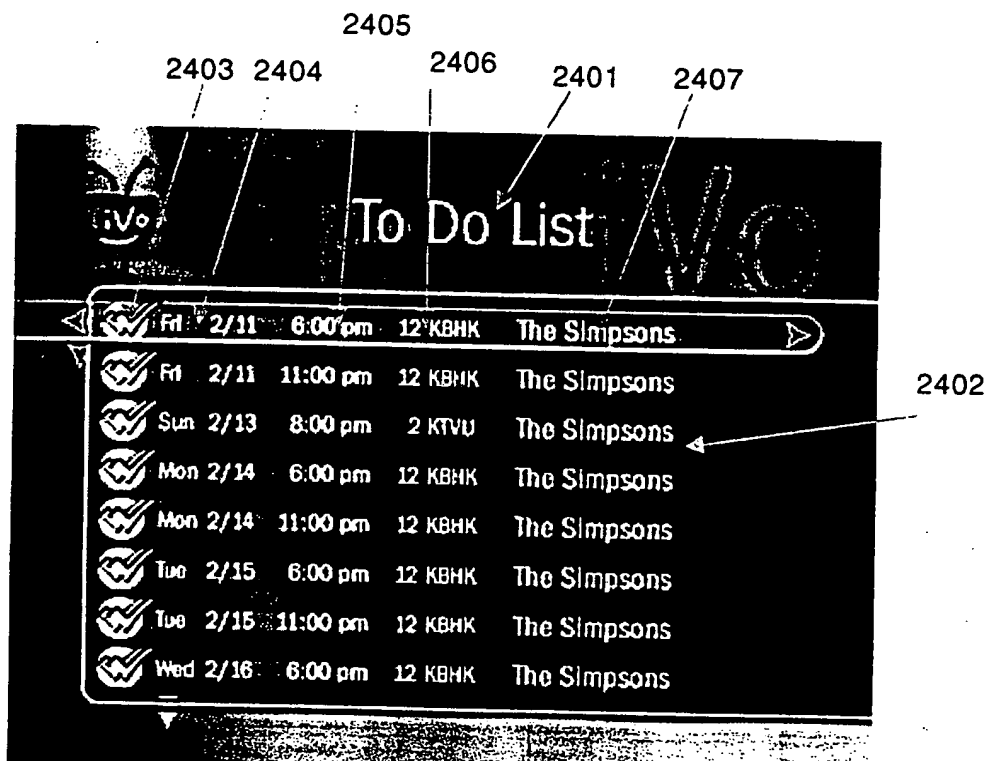 2405
2403 2404 2406 2401 2407
TiVo
To Do List
Fri 2/11 6:00 pm 12 KBHK The Simpsons
Fri 2/11 11:00 pm 12 KBHK The Simpsons
Sun 2/13 8:00 pm 2 KTVU The Simpsons
2402
Mon 2/14 6:00 pm 12 KBHK The Simpsons
Mon 2/14 11:00 pm 12 KBHK The Simpsons
Tue 2/15 6:00 pm 12 KBHK The Simpsons
Tue 2/15 11:00 pm 12 KBHK The Simpsons
Wed 2/16 6:00 pm 12 KBHK The Simpsons